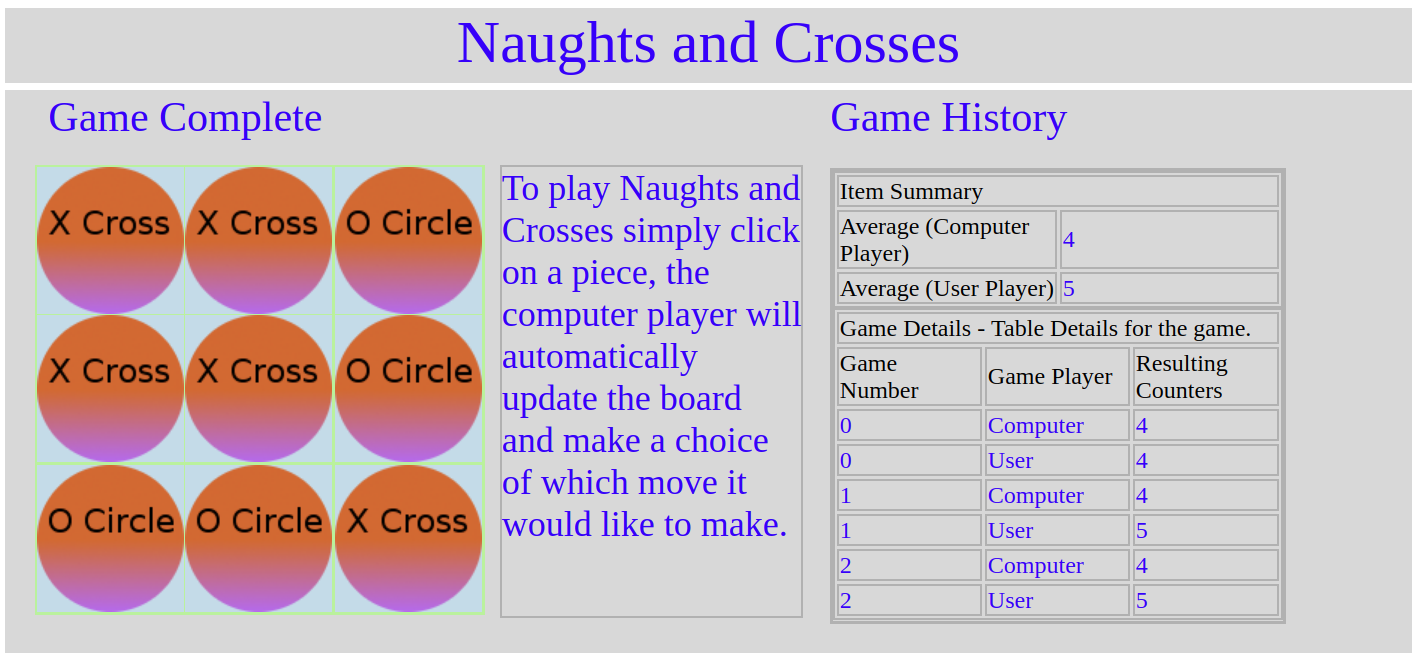 Naughts and Crosses
Game Complete
X Cross X Cross O Circle
X Cross X Cross O Circle
O Circle O Circle X Cross
To play Naughts and
Crosses simply click
on a piece, the
computer player will
automatically
update the board
and make a choice
of which move it
would like to make.
Game History
Item Summary
Average (Computer
Player)
4
Average (User Player) 5
Game Details - Table Details for the game.
Game
Number
Game Player
Resulting
Counters
0 Computer 4
0 User 4
1 Computer 4
1 User 5
2 Computer 4
2 User 5